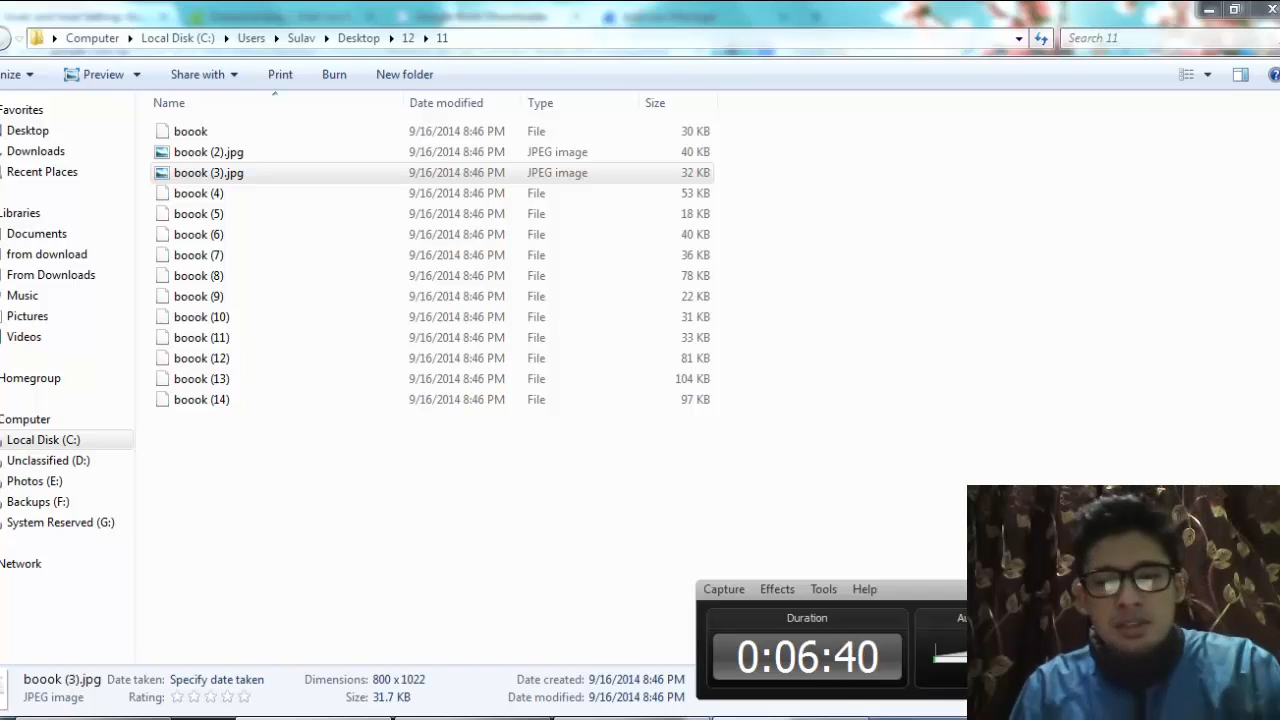 Computer Local Disk (C:) Users Sulav Desktop 12 11 Search 11
nize Preview Share with Print Burn New folder
Name Date modified Type Size
Favorites
Desktop
Downloads
Recent Places
Libraries
Documents
from download
From Downloads
Music
Pictures
Videos
Homegroup
Computer
Local Disk (C:)
Unclassified (D:)
Photos (E:)
Backups (F:)
System Reserved (G:)
Network
boook 9/16/2014 8:46 PM File 30 KB
boook (2).jpg 9/16/2014 8:46 PM JPEG image 40 KB
boook (3).jpg 9/16/2014 8:46 PM JPEG image 32 KB
boook (4) 9/16/2014 8:46 PM File 53 KB
boook (5) 9/16/2014 8:46 PM File 18 KB
boook (6) 9/16/2014 8:46 PM File 40 KB
boook (7) 9/16/2014 8:46 PM File 36 KB
boook (8) 9/16/2014 8:46 PM File 78 KB
boook (9) 9/16/2014 8:46 PM File 22 KB
boook (10) 9/16/2014 8:46 PM File 31 KB
boook (11) 9/16/2014 8:46 PM File 33 KB
boook (12) 9/16/2014 8:46 PM File 81 KB
boook (13) 9/16/2014 8:46 PM File 104 KB
boook (14) 9/16/2014 8:46 PM File 97 KB
Capture Effects Tools Help
Duration Au
0:06:40
boook (3).jpg Date taken: Specify date taken Dimensions: 800 x 1022 Date created: 9/16/2014 8:46 PM
JPEG image Rating: Size: 31.7 KB Date modified: 9/16/2014 8:46 PM